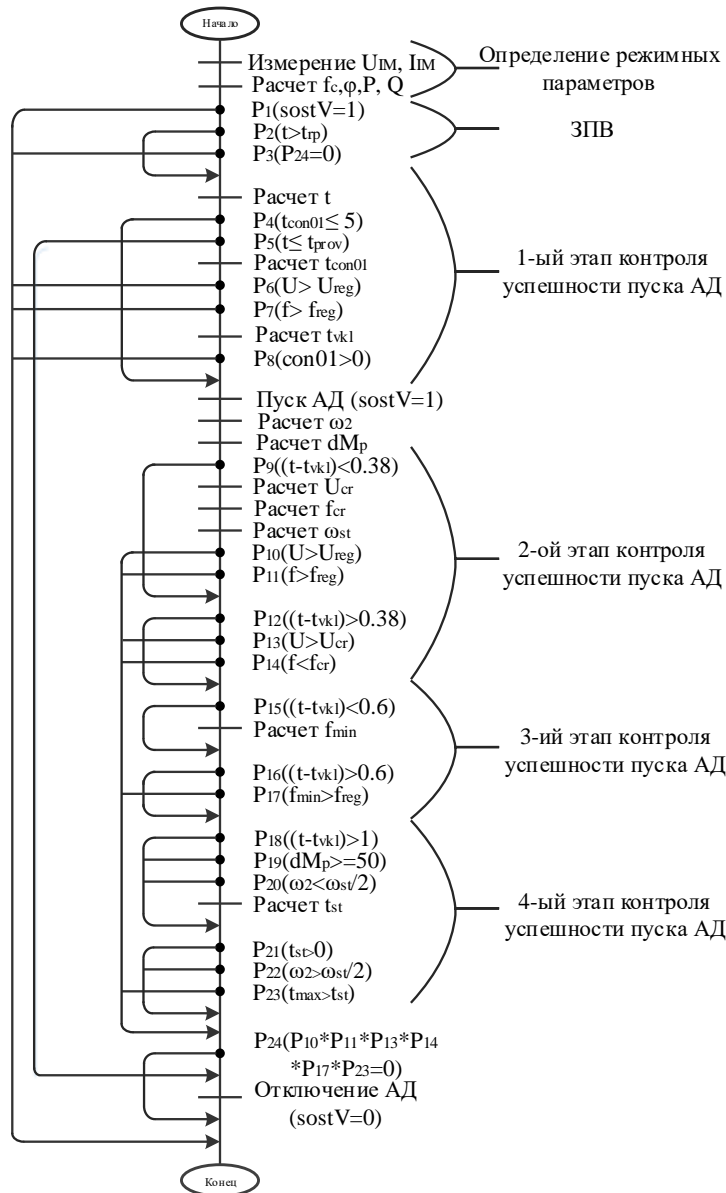 Начало
Измерение UIM, IIM
Расчет fc,φ,P, Q
Определение режимных
параметров
P1(sostV=1)
P2(t>tгр)
P3(P24=0)
ЗПВ
Расчет t
P4(tcon01≤ 5)
P5(t≤ tprov)
Расчет tcon01
P6(U> Ureg)
P7(f> freg)
Расчет tvkl
P8(con01>0)
1-ый этап контроля
успешности пуска АД
Пуск АД (sostV=1)
Расчет ω2
Расчет dMp
P9((t-tvkl)<0.38)
Расчет Ucr
Расчет fcr
Расчет ωst
P10(U>Ureg)
P11(f>freg)
P12((t-tvkl)>0.38)
P13(U>Ucr)
P14(f<fcr)
2-ой этап контроля
успешности пуска АД
P15((t-tvkl)<0.6)
Расчет fmin
P16((t-tvkl)>0.6)
P17(fmin>freg)
3-ий этап контроля
успешности пуска АД
P18((t-tvkl)>1)
P19(dMp>=50)
P20(ω2<ωst/2)
Расчет tst
P21(tst>0)
P22(ω2>ωst/2)
P23(tmax>tst)
4-ый этап контроля
успешности пуска АД
P24(P10*P11*P13*P14
*P17*P23=0)
Отключение АД
(sostV=0)
Конец